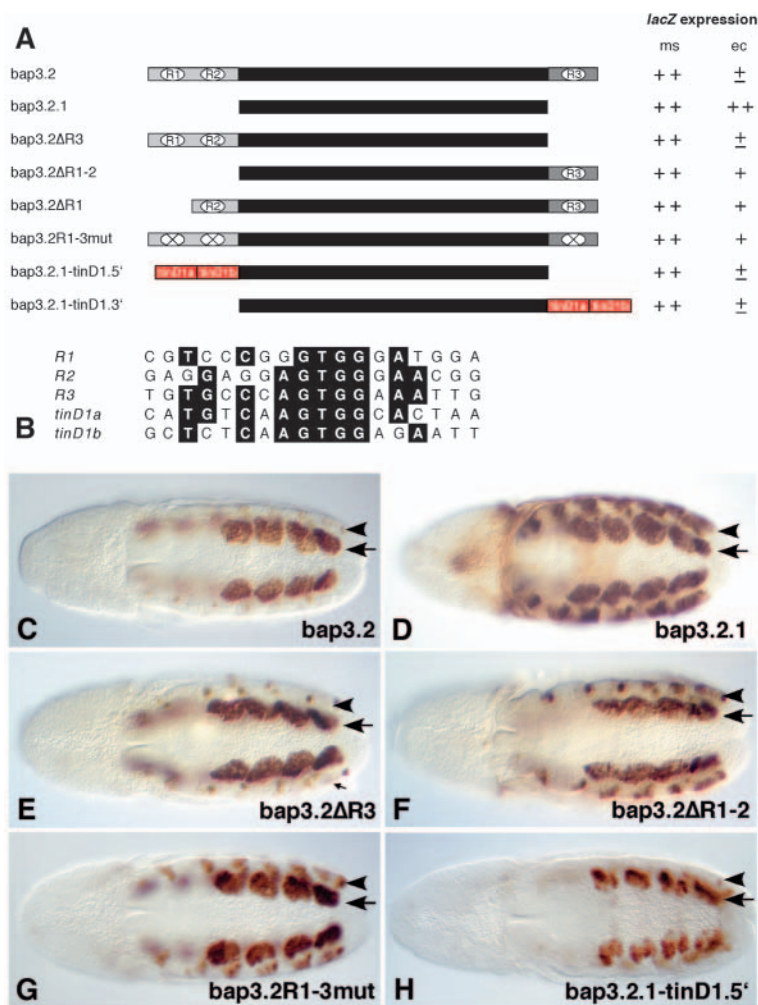 lacZ expression
A
ms ec
bap3.2 R1 R2 R3 + + ±
bap3.2.1 + + + +
bap3.2ΔR3 R1 R2 + + ±
bap3.2ΔR1-2 R3 + + +
bap3.2ΔR1 R2 R3 + + +
bap3.2R1-3mut + + +
bap3.2.1-tinD1.5‘ tinD1a tinD1b + + ±
bap3.2.1-tinD1.3‘ tinD1a tinD1b + + ±
R1 C G T C C C G G G T G G G A T G G A
R2 G A G G A G G A G T G G G A A C G G
R3 T G T G C C C A G T G G A A A T T G
tinD1a C A T G T C A A G T G G C A C T A A
B tinD1b G C T C T C A A G T G G A G A A T T
C bap3.2
D bap3.2.1
E bap3.2ΔR3
F bap3.2ΔR1-2
G bap3.2R1-3mut
H bap3.2.1-tinD1.5‘